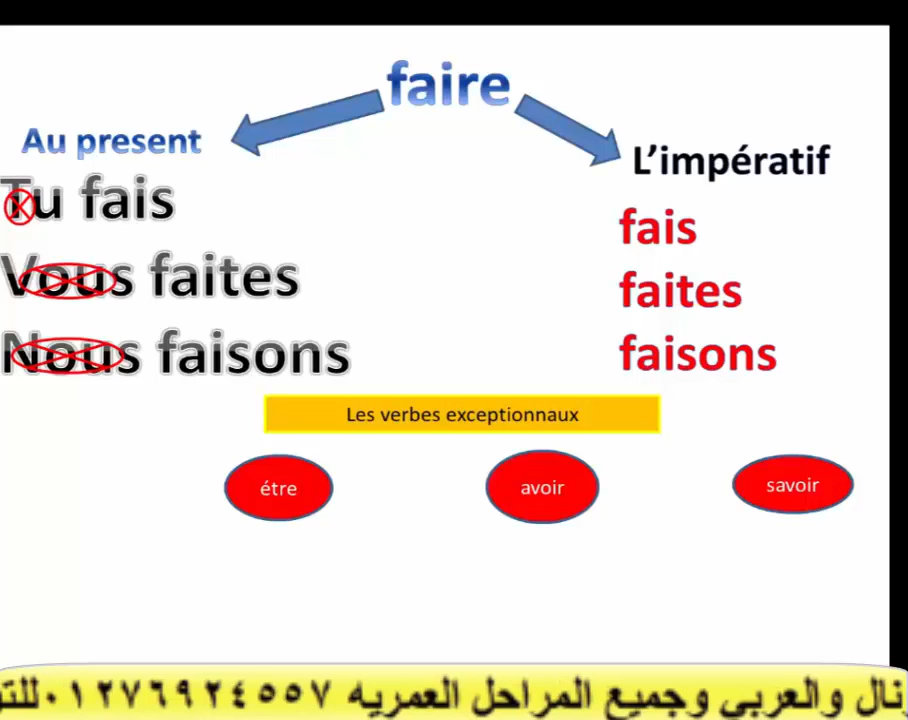 faire
Au present
L’impératif
Tu fais
fais
Vous faites
faites
Nous faisons
faisons
Les verbes exceptionnaux
étre
avoir
savoir
والعربى وجميع المراحل العمريه ٠١٢٧٦٩٢٤٥٥٧